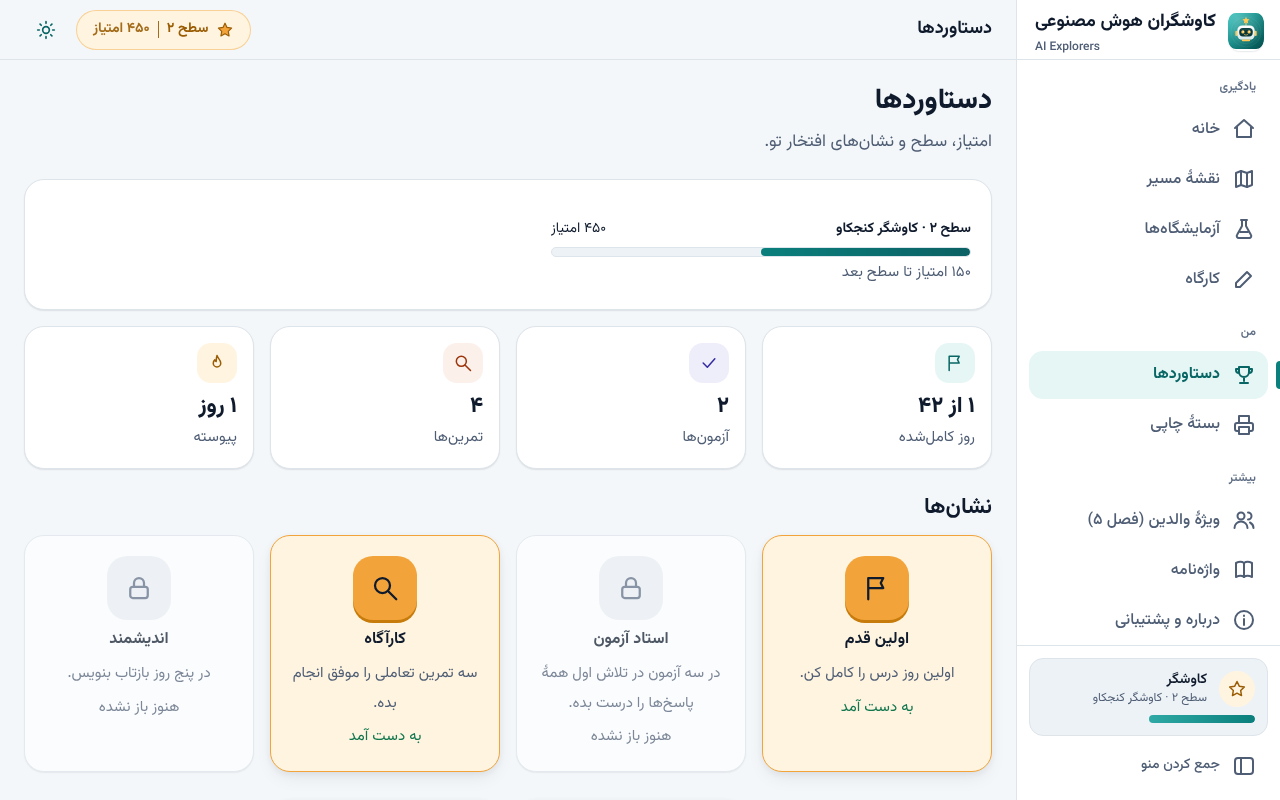 کاوشگران هوش مصنوعی
AI Explorers
یادگیری
خانه
نقشهٔ مسیر
آزمایشگاه‌ها
کارگاه
من
دستاوردها
بستهٔ چاپی
بیشتر
ویژهٔ والدین (فصل ۵)
واژه‌نامه
درباره و پشتیبانی
کاوشگر
سطح ۲ · کاوشگر کنجکاو
جمع کردن منو
دستاوردها
سطح ۲ | ۴۵۰ امتیاز
دستاوردها
امتیاز، سطح و نشان‌های افتخار تو.
سطح ۲ · کاوشگر کنجکاو
۴۵۰ امتیاز
۱۵۰ امتیاز تا سطح بعد
۱ از ۴۲
روز کامل‌شده
۲
آزمون‌ها
۴
تمرین‌ها
۱ روز
پیوسته
نشان‌ها
اولین قدم
اولین روز درس را کامل کن.
به دست آمد
استاد آزمون
در سه آزمون در تلاش اول همهٔ
پاسخ‌ها را درست بده.
هنوز باز نشده
کارآگاه
سه تمرین تعاملی را موفق انجام
بده.
به دست آمد
اندیشمند
در پنج روز بازتاب بنویس.
هنوز باز نشده